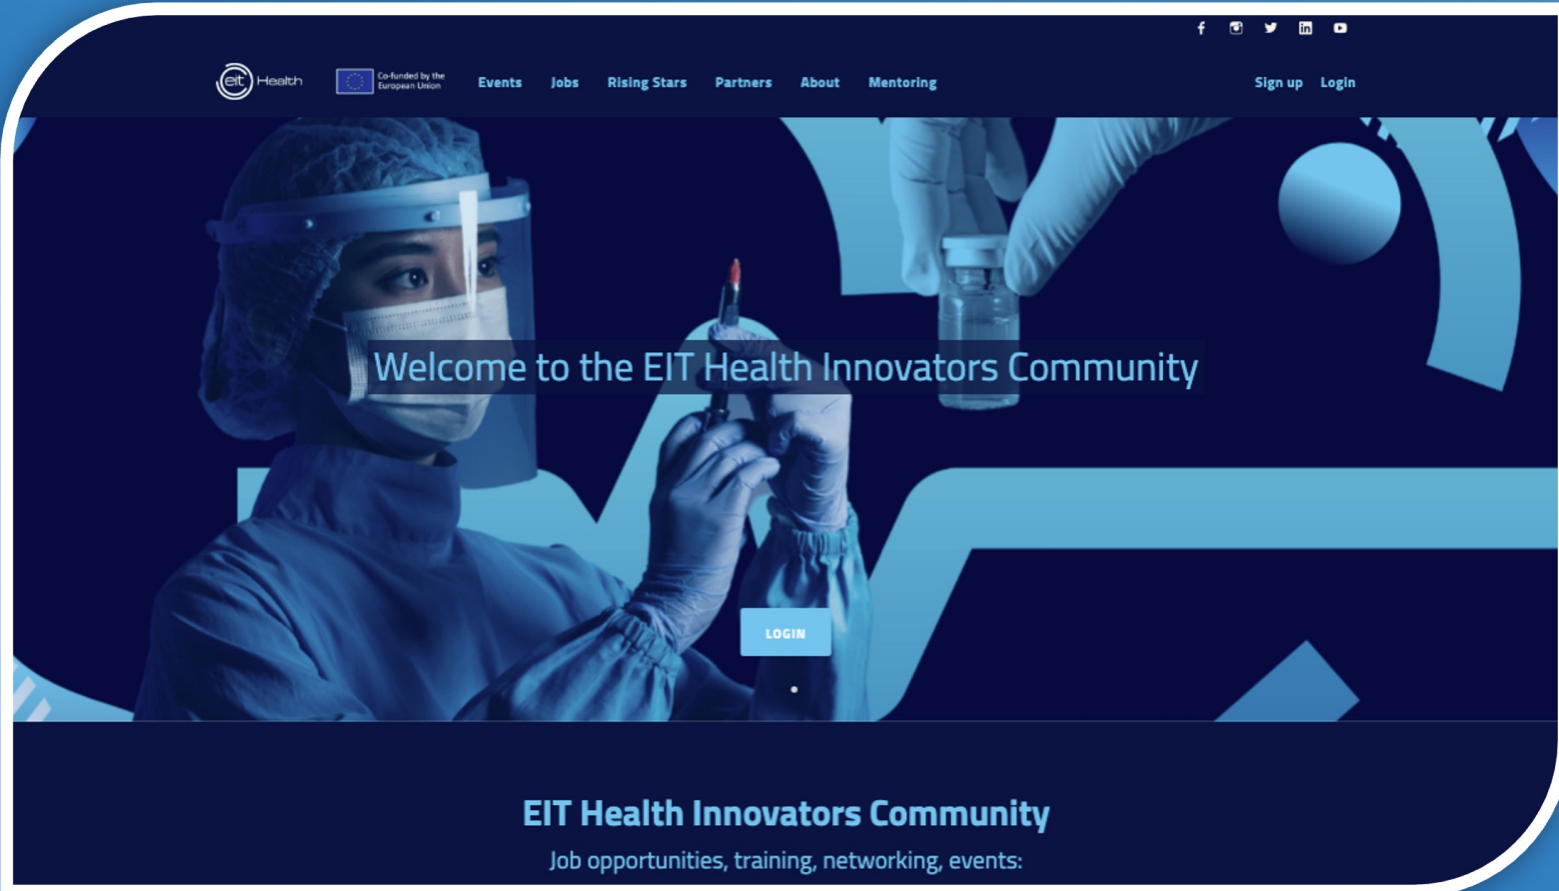 eit Health
Co-funded by the
European Union
Events Jobs Rising Stars Partners About Mentoring
Sign up Login
Welcome to the EIT Health Innovators Community
LOGIN
EIT Health Innovators Community
Job opportunities, training, networking, events: